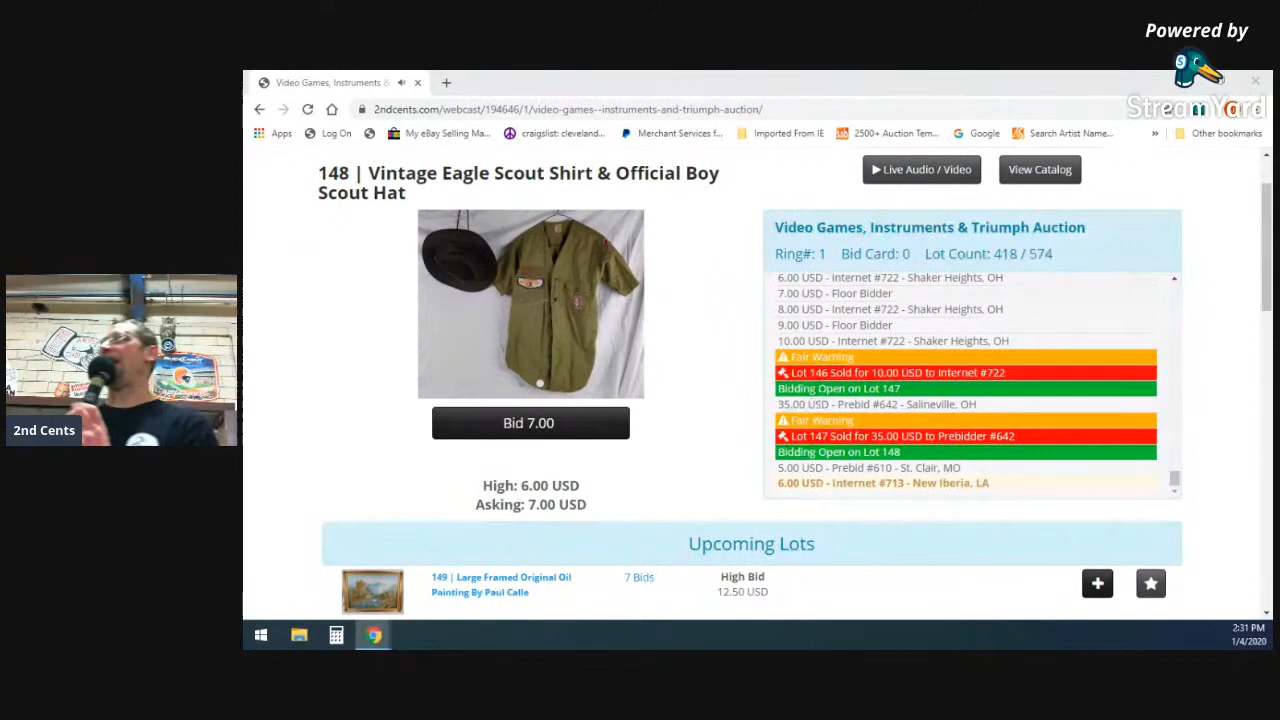 Powered by
StreamYard
Video Games, Instruments &
2ndcents.com/webcast/194646/1/video-games--instruments-and-triumph-auction/
Apps
Log On
My eBay Selling Ma...
craigslist: cleveland...
Merchant Services f...
Imported From IE
2500+ Auction Tem...
Google
Search Artist Name...
»
Other bookmarks
148 | Vintage Eagle Scout Shirt & Official Boy
Scout Hat
Live Audio / Video
View Catalog
Video Games, Instruments & Triumph Auction
Ring#: 1 Bid Card: 0 Lot Count: 418 / 574
6.00 USD - Internet #722 - Shaker Heights, OH
7.00 USD - Floor Bidder
8.00 USD - Internet #722 - Shaker Heights, OH
9.00 USD - Floor Bidder
10.00 USD - Internet #722 - Shaker Heights, OH
Fair Warning
Lot 146 Sold for 10.00 USD to Internet #722
Bidding Open on Lot 147
35.00 USD - Prebid #642 - Salineville, OH
Fair Warning
Lot 147 Sold for 35.00 USD to Prebidder #642
Bidding Open on Lot 148
5.00 USD - Prebid #610 - St. Clair, MO
6.00 USD - Internet #713 - New Iberia, LA
Bid 7.00
High: 6.00 USD
Asking: 7.00 USD
2nd Cents
Upcoming Lots
149 | Large Framed Original Oil
Painting By Paul Calle
7 Bids
High Bid
12.50 USD
2:31 PM
1/4/2020